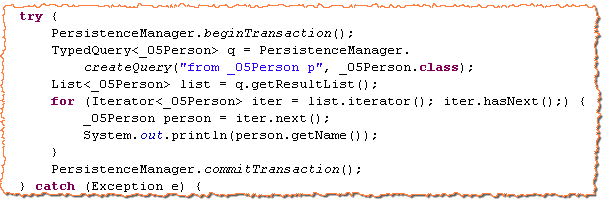 try {
    PersistenceManager.beginTransaction();
    TypedQuery<_05Person> q = PersistenceManager.
        createQuery("from _05Person p", _05Person.class);
    List<_05Person> list = q.getResultList();
    for (Iterator<_05Person> iter = list.iterator(); iter.hasNext();) {
        _05Person person = iter.next();
        System.out.println(person.getName());
    }
    PersistenceManager.commitTransaction();
} catch (Exception e) {